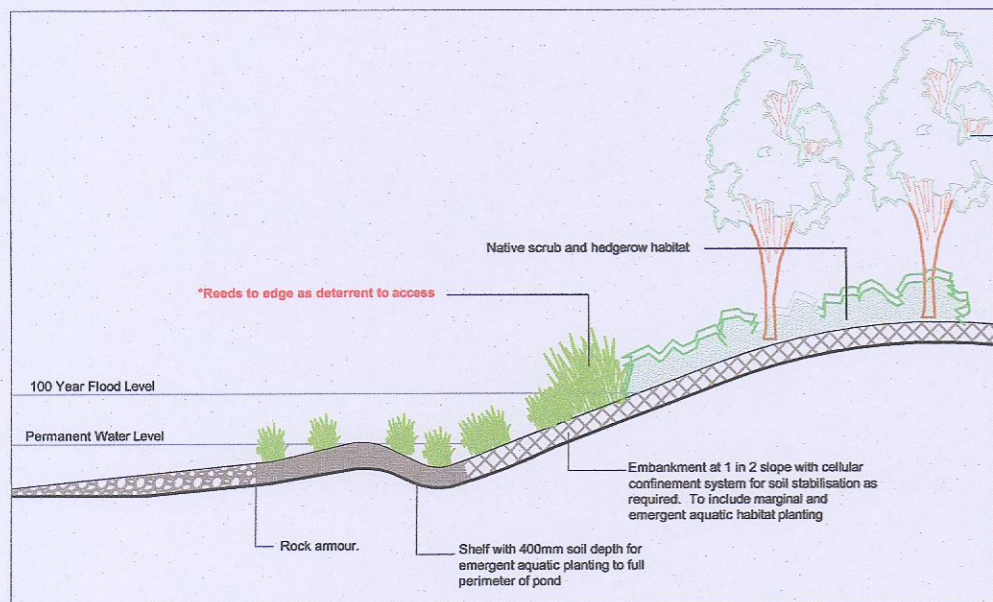 Native scrub and hedgerow habitat
*Reeds to edge as deterrent to access
100 Year Flood Level
Permanent Water Level
Embankment at 1 in 2 slope with cellular
confinement system for soil stabilisation as
required. To include marginal and
emergent aquatic habitat planting
Rock armour.
Shelf with 400mm soil depth for
emergent aquatic planting to full
perimeter of pond